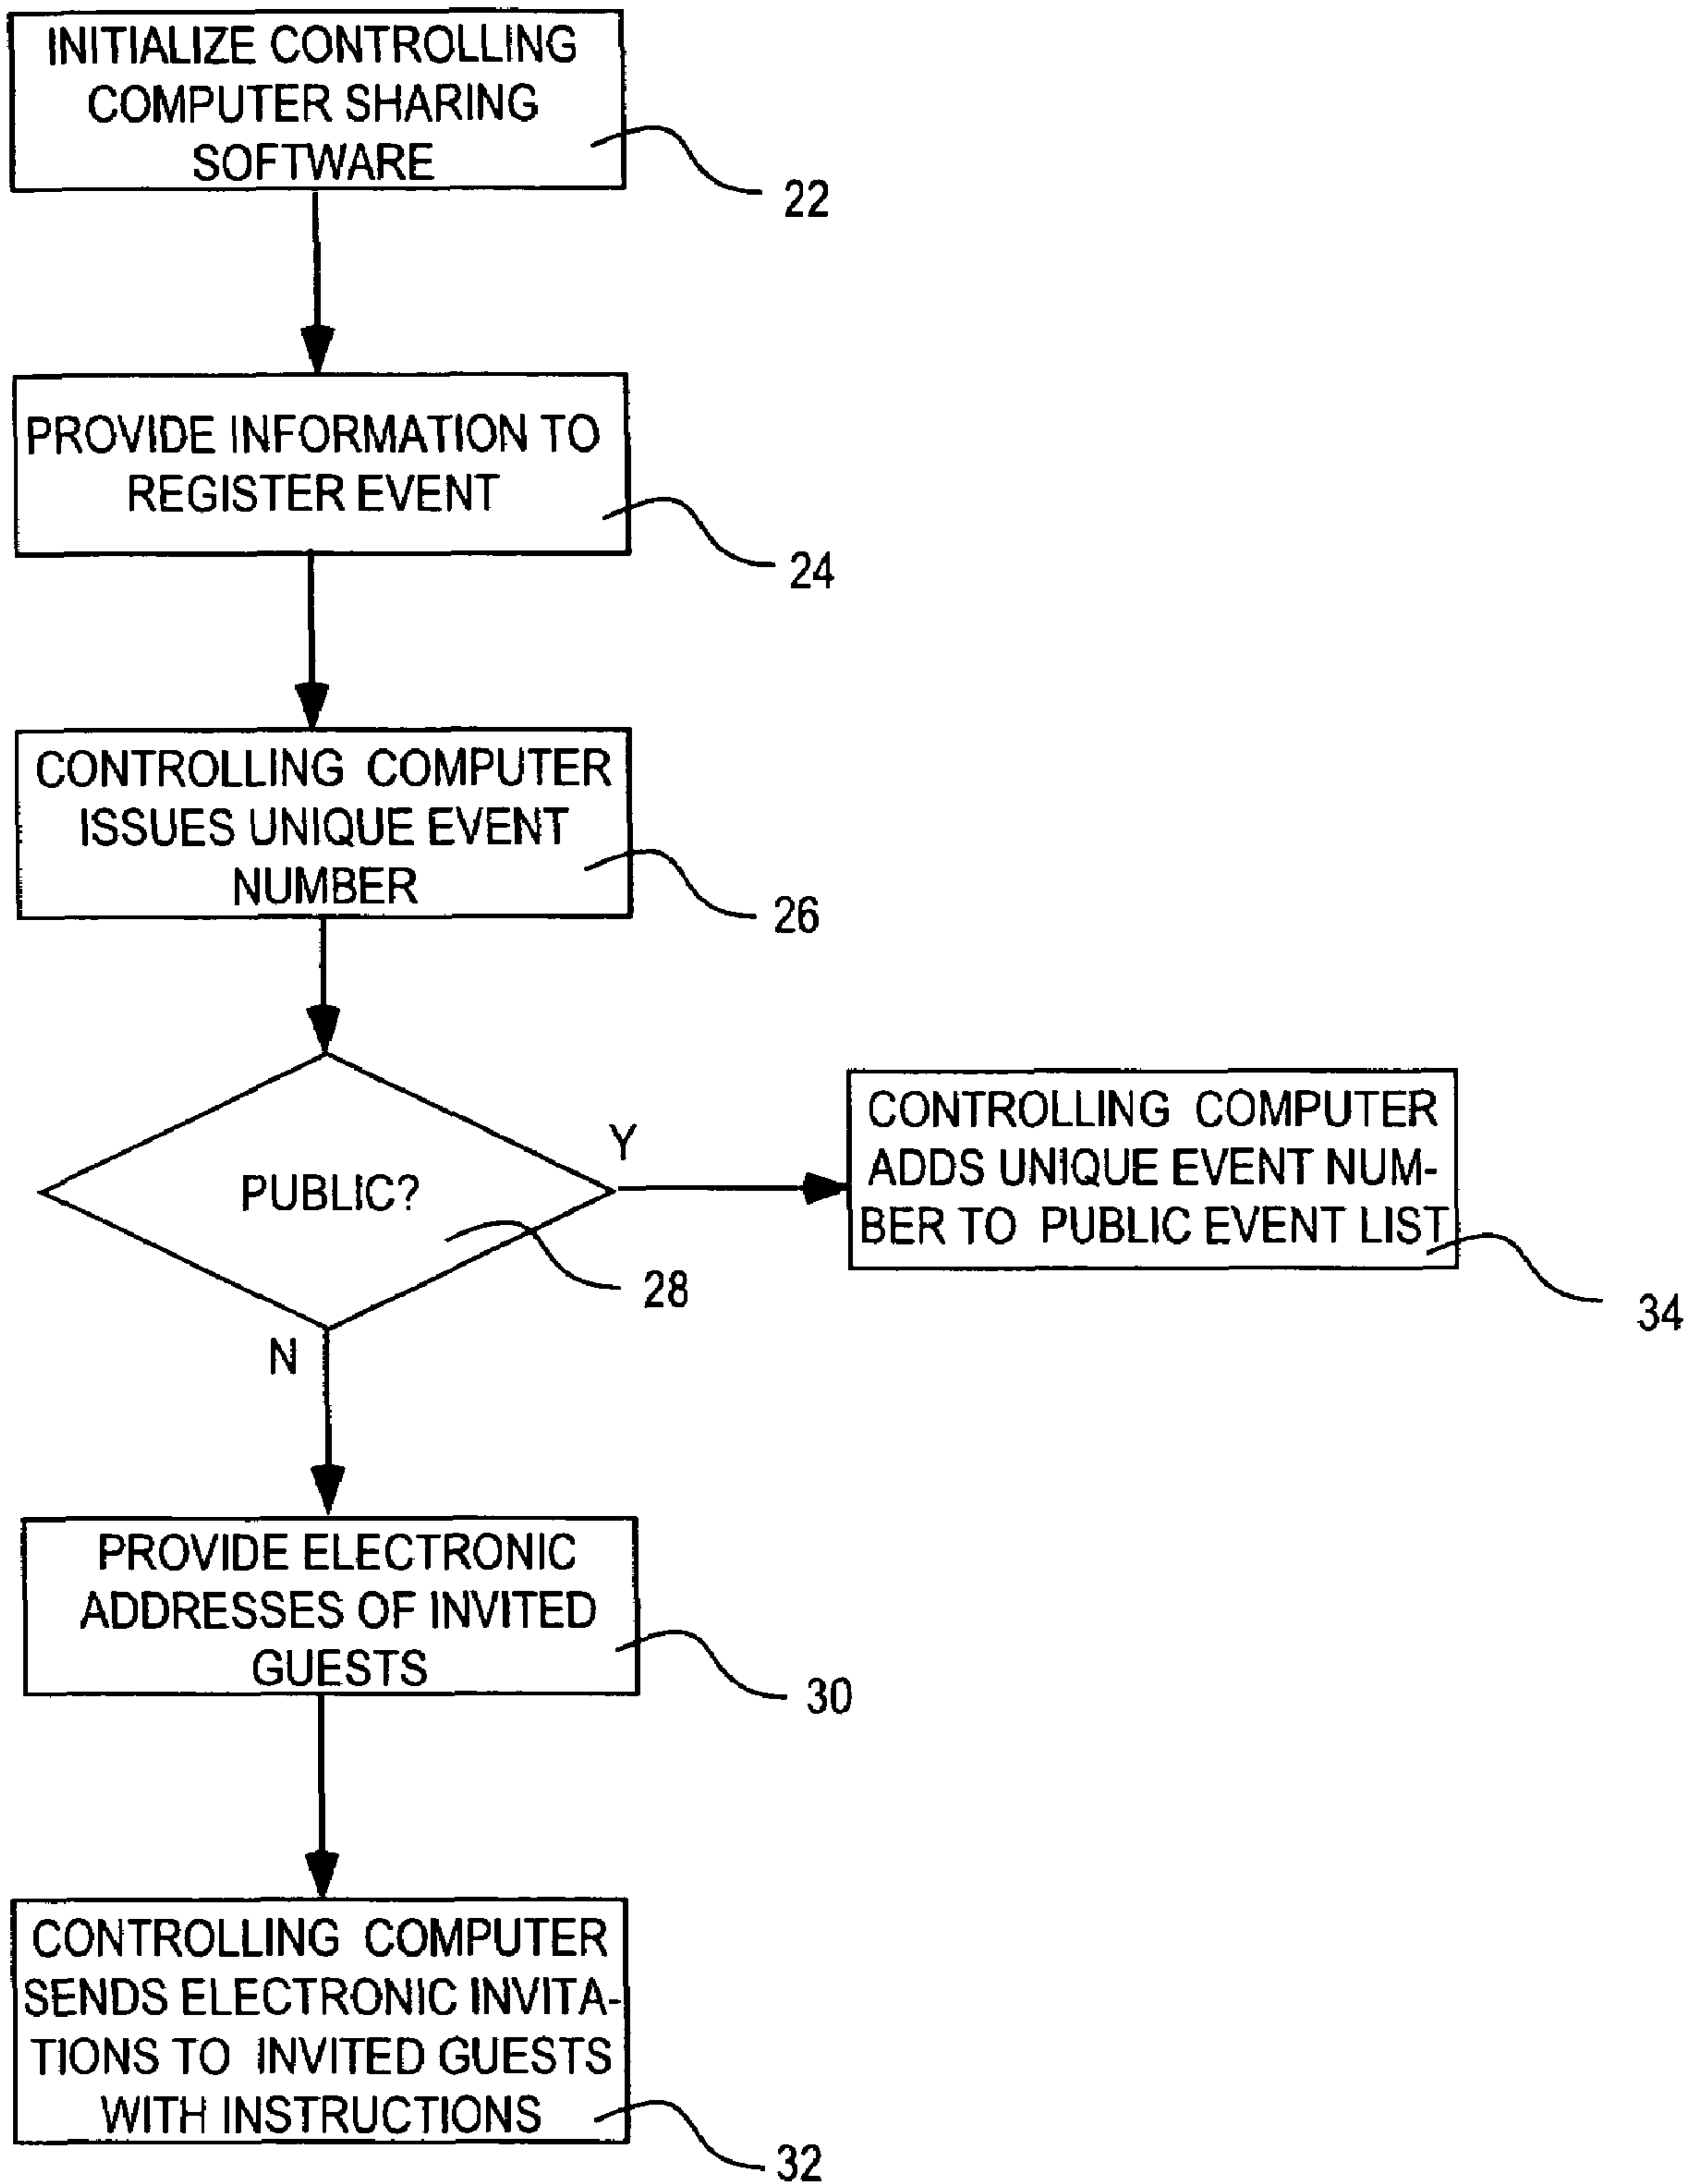 INITIALIZE CONTROLLING
COMPUTER SHARING
SOFTWARE
22
PROVIDE INFORMATION TO
REGISTER EVENT
24
CONTROLLING COMPUTER
ISSUES UNIQUE EVENT
NUMBER
26
PUBLIC?
28
Y
CONTROLLING COMPUTER
ADDS UNIQUE EVENT NUM-
BER TO PUBLIC EVENT LIST
34
N
PROVIDE ELECTRONIC
ADDRESSES OF INVITED
GUESTS
30
CONTROLLING COMPUTER
SENDS ELECTRONIC INVITA-
TIONS TO INVITED GUESTS
WITH INSTRUCTIONS
32